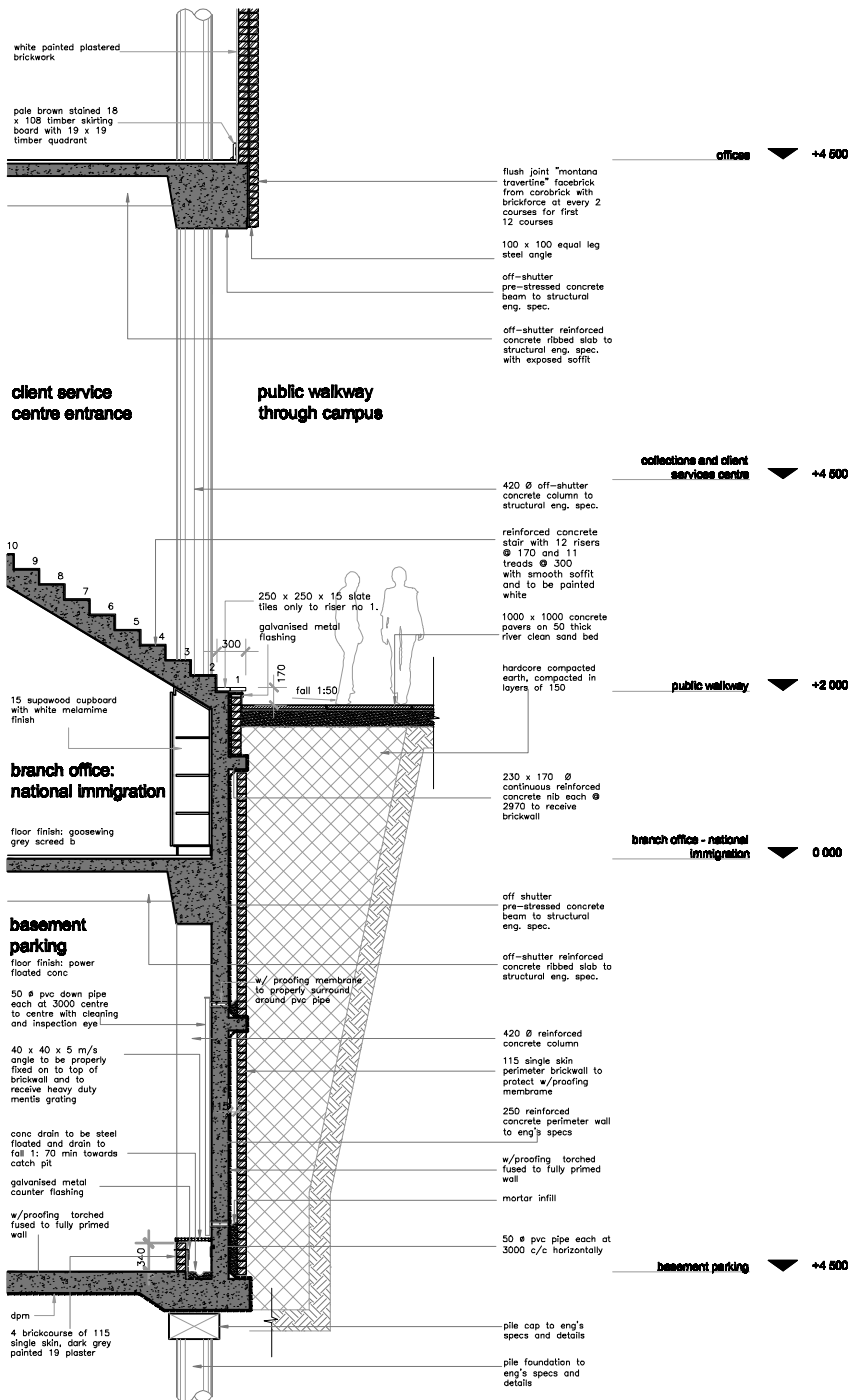 white painted plastered
brickwork
pale brown stained 18
x 108 timber skirting
board with 19 x 19
timber quadrant
offices
+4 500
flush joint "montana
travertine" facebrick
from corobrick with
brickforce at every 2
courses for first
12 courses
100 x 100 equal leg
steel angle
off-shutter
pre-stressed concrete
beam to structural
eng. spec.
off-shutter reinforced
concrete ribbed slab to
structural eng. spec.
with exposed soffit
client service
centre entrance
public walkway
through campus
collections and client
services centre
+4 500
420 Ø off-shutter
concrete column to
structural eng. spec.
reinforced concrete
stair with 12 risers
@ 170 and 11
treads @ 300
with smooth soffit
and to be painted
white
10
9
8
7
6
5
4
3
2
1
250 x 250 x 15 slate
tiles only to riser no 1.
galvanised metal
flashing
300
170
fall 1:50
1000 x 1000 concrete
pavers on 50 thick
river clean sand bed
hardcore compacted
earth, compacted in
layers of 150
public walkway
+2 000
15 supawood cupboard
with white melamime
finish
branch office:
national immigration
230 x 170 Ø
continuous reinforced
concrete nib each @
2970 to receive
brickwall
floor finish: goosewing
grey screed b
branch office - national
immigration
0 000
off shutter
pre-stressed concrete
beam to structural
eng. spec.
basement
parking
floor finish: power
floated conc
off-shutter reinforced
concrete ribbed slab to
structural eng. spec.
w/ proofing membrane
to properly surround
around pvc pipe
50 ø pvc down pipe
each at 3000 centre
to centre with cleaning
and inspection eye
420 Ø reinforced
concrete column
40 x 40 x 5 m/s
angle to be properly
fixed on to top of
brickwall and to
receive heavy duty
mentis grating
115 single skin
perimeter brickwall to
protect w/proofing
membrane
250 reinforced
concrete perimeter wall
to eng's specs
conc drain to be steel
floated and drain to
fall 1: 70 min towards
catch pit
w/proofing torched
fused to fully primed
wall
galvanised metal
counter flashing
mortar infill
w/proofing torched
fused to fully primed
wall
340
50 ø pvc pipe each at
3000 c/c horizontally
basement parking
+4 500
dpm
4 brickcourse of 115
single skin, dark grey
painted 19 plaster
pile cap to eng's
specs and details
pile foundation to
eng's specs and
details